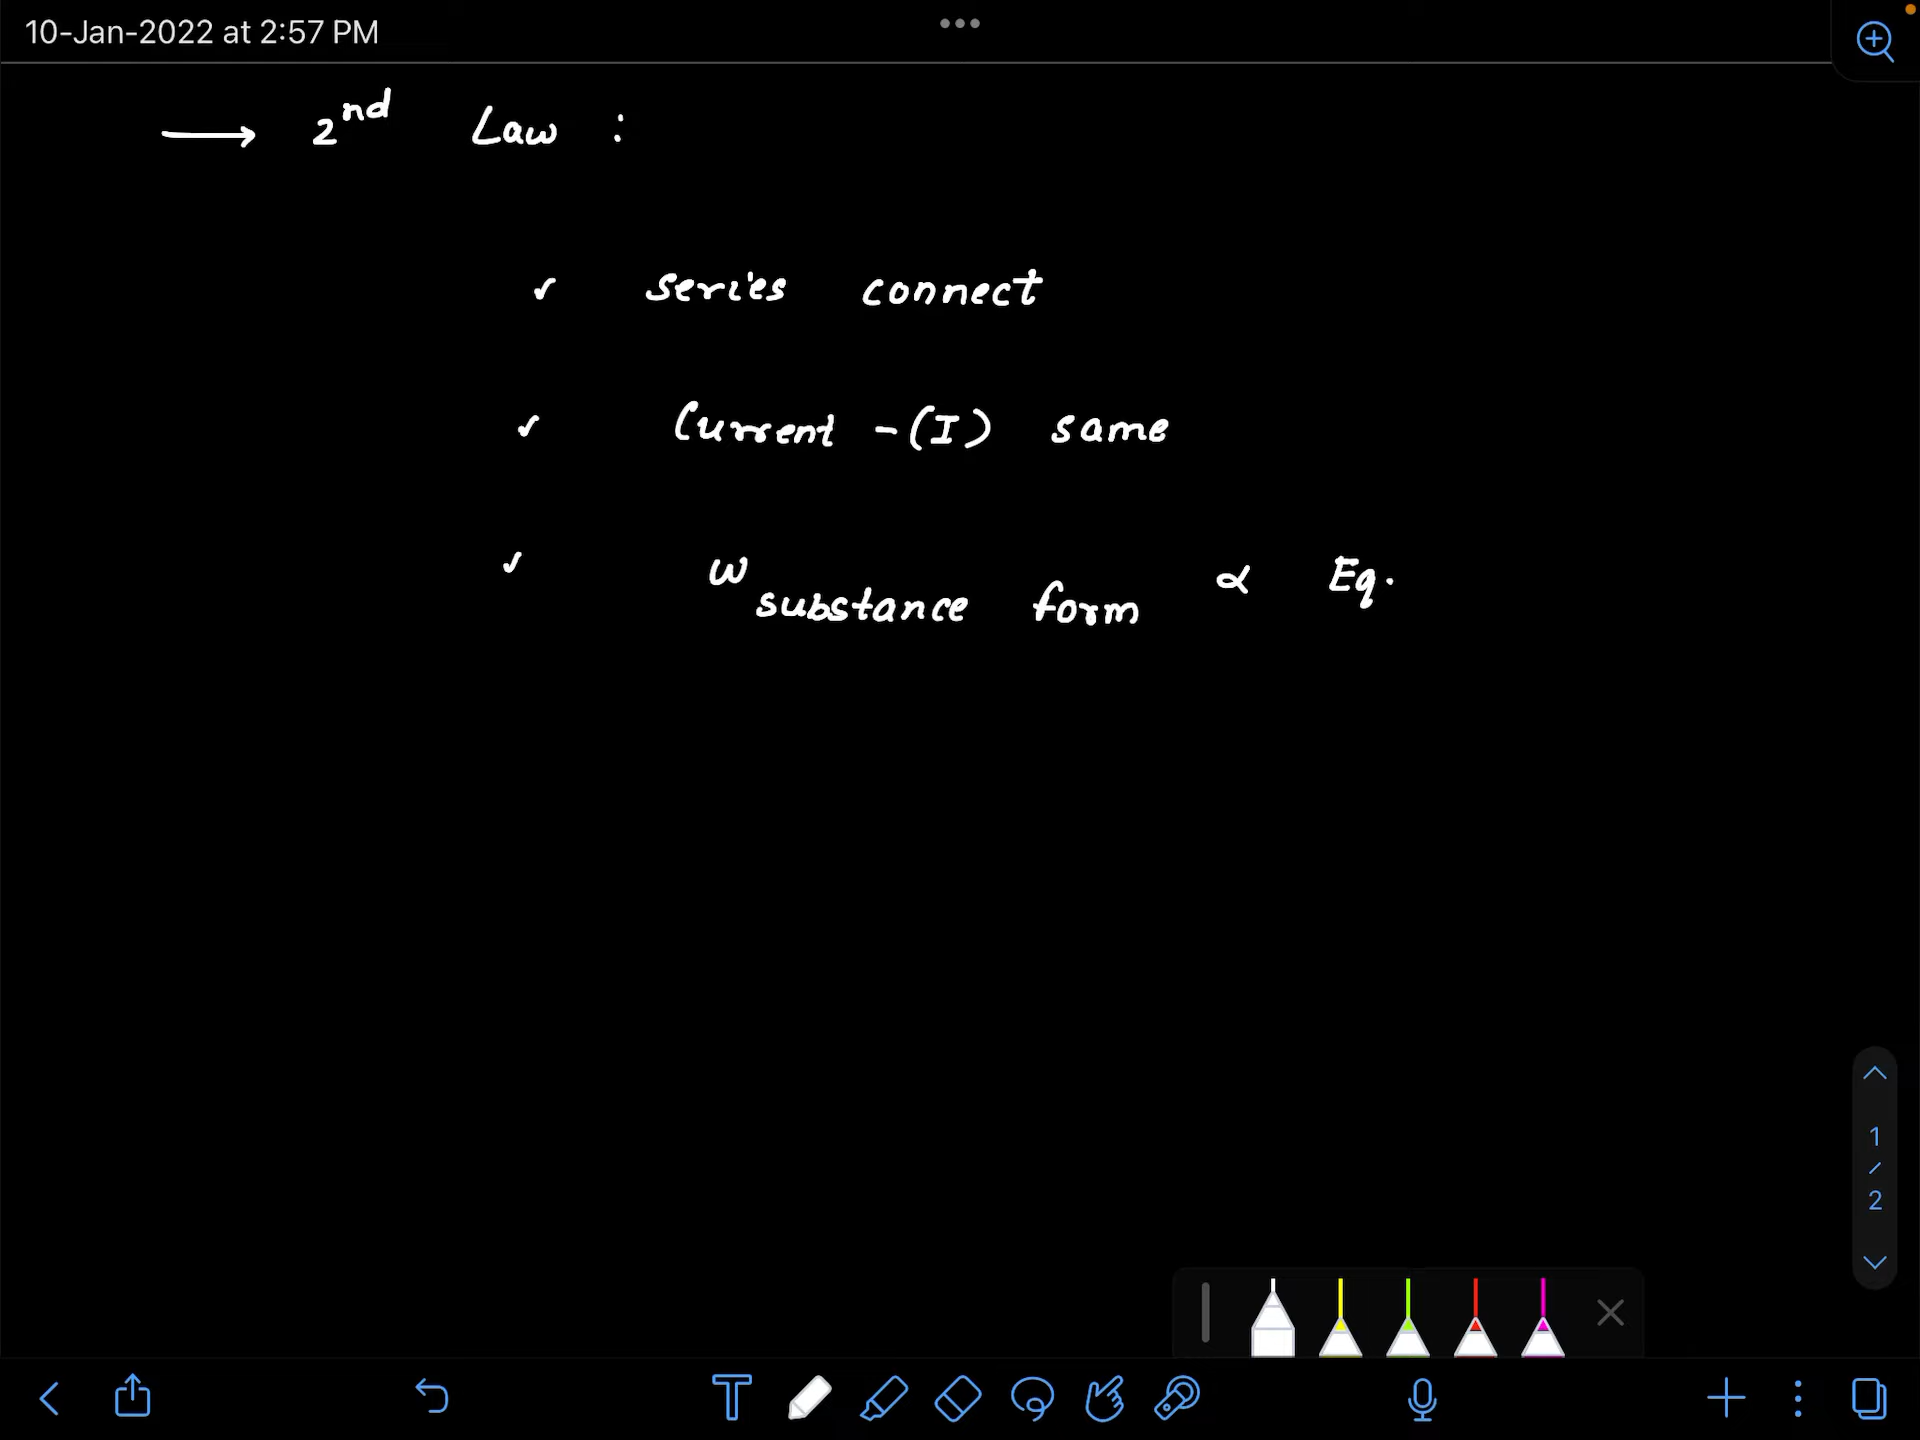 10-Jan-2022 at 2:57 PM
→ 2nd Law :
✓ series connect
✓ Current -(I) same
✓ W substance form α Eq.
1
/
2